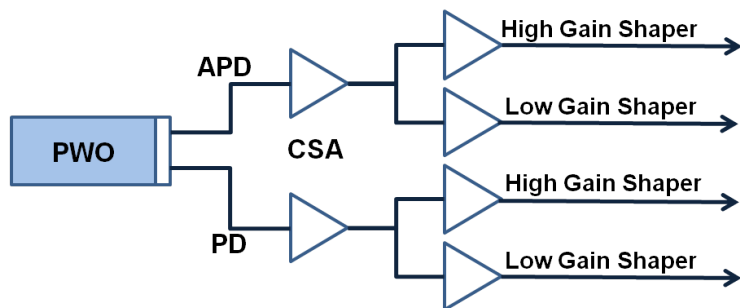 High Gain Shaper
APD
Low Gain Shaper
PWO
CSA
High Gain Shaper
PD
Low Gain Shaper